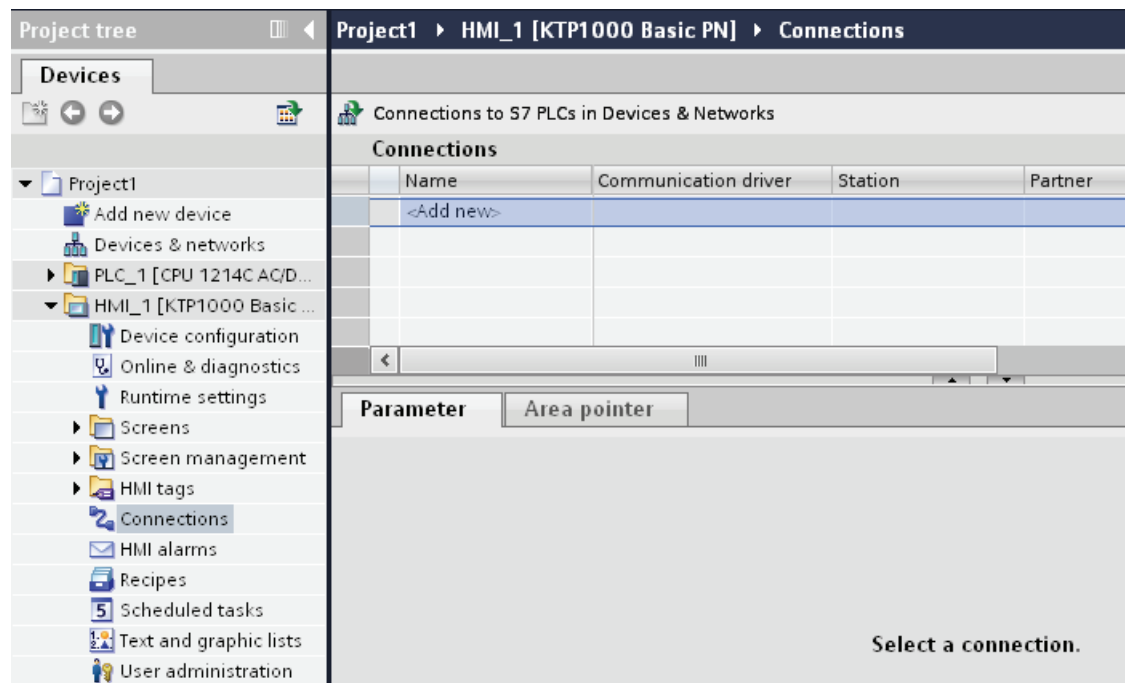 Project tree
Devices
Project1
Add new device
Devices & networks
PLC_1 [CPU 1214C AC/D...
HMI_1 [KTP1000 Basic ...
Device configuration
Online & diagnostics
Runtime settings
Screens
Screen management
HMI tags
Connections
HMI alarms
Recipes
Scheduled tasks
Text and graphic lists
User administration
Project1 ▸ HMI_1 [KTP1000 Basic PN] ▸ Connections
Connections to S7 PLCs in Devices & Networks
Connections
Name Communication driver Station Partner
<Add new>
Parameter Area pointer
Select a connection.